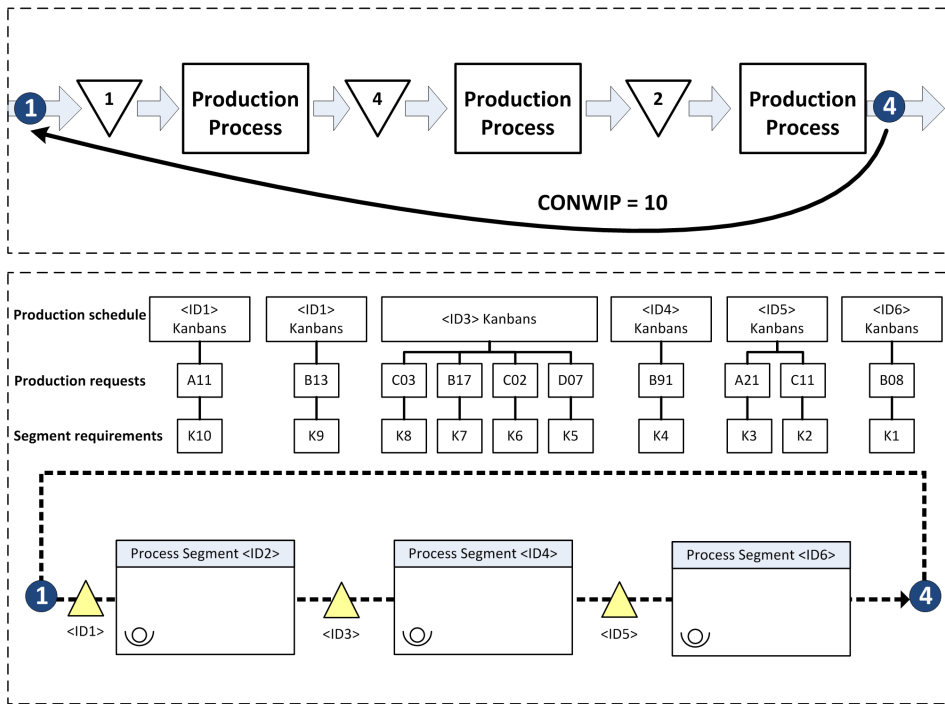 1
1
Production
Process
4
Production
Process
2
Production
Process
4
CONWIP = 10
Production schedule
<ID1>
Kanbans
<ID1>
Kanbans
<ID3> Kanbans
<ID4>
Kanbans
<ID5>
Kanbans
<ID6>
Kanbans
Production requests
A11
B13
C03
B17
C02
D07
B91
A21
C11
B08
Segment requirements
K10
K9
K8
K7
K6
K5
K4
K3
K2
K1
Process Segment <ID2>
Process Segment <ID4>
Process Segment <ID6>
1
4
<ID1>
<ID3>
<ID5>